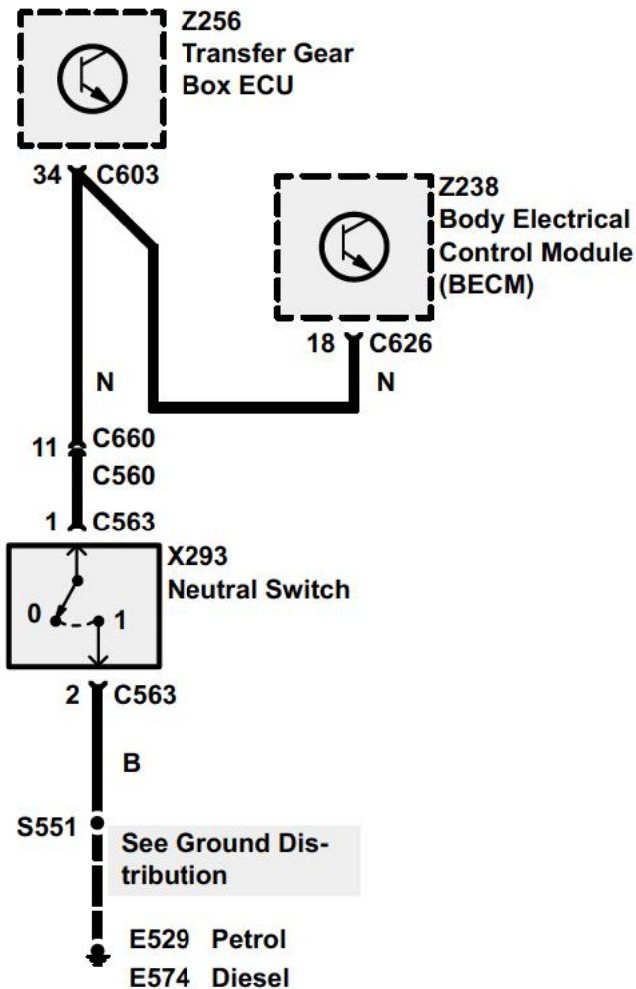 Z256
Transfer Gear
Box ECU
34 C603
Z238
Body Electrical
Control Module
(BECM)
18 C626
N
N
11 C660
C560
1 C563
X293
Neutral Switch
0 1
2 C563
B
S551
See Ground Dis-
tribution
E529 Petrol
E574 Diesel